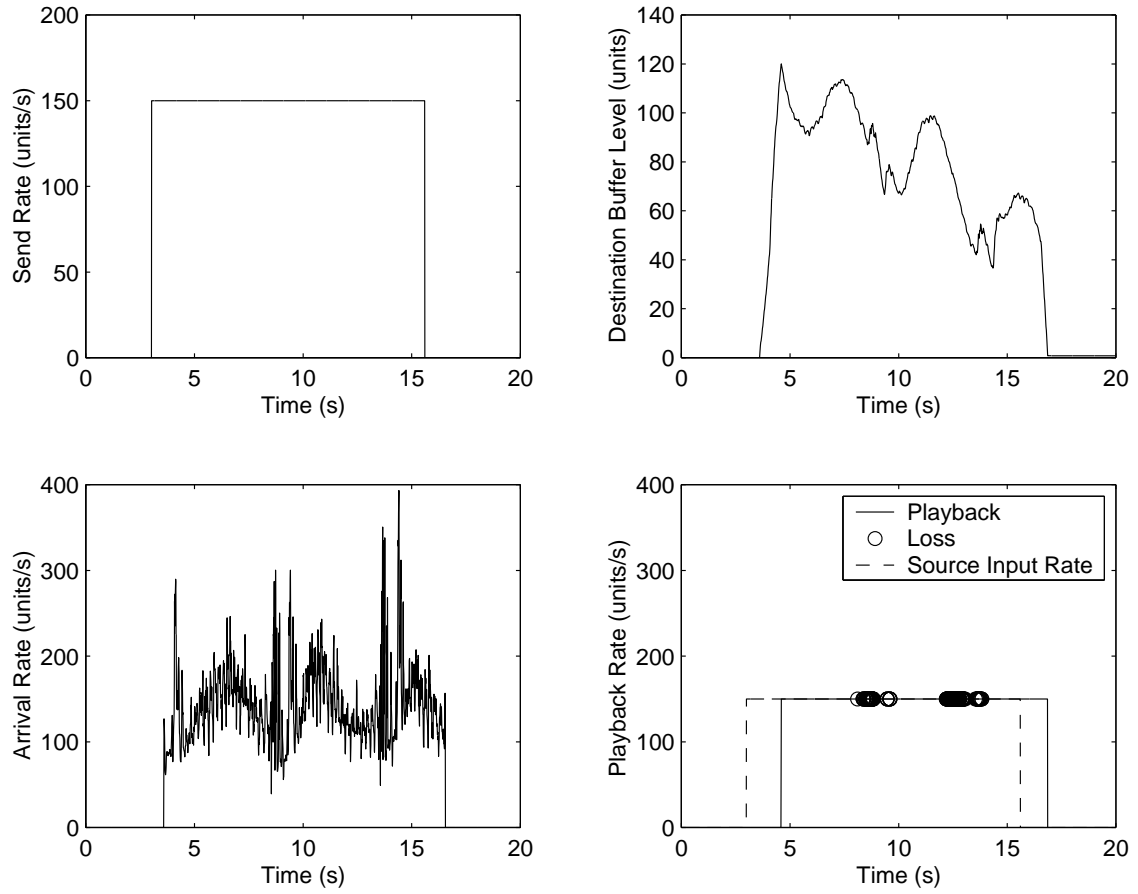 200
150
100
50
0
Send Rate (units/s)
0 5 10 15 20
Time (s)
140
120
100
80
60
40
20
0
Destination Buffer Level (units)
0 5 10 15 20
Time (s)
400
300
200
100
0
Arrival Rate (units/s)
0 5 10 15 20
Time (s)
400
300
200
100
0
Playback Rate (units/s)
Playback
Loss
Source Input Rate
0 5 10 15 20
Time (s)